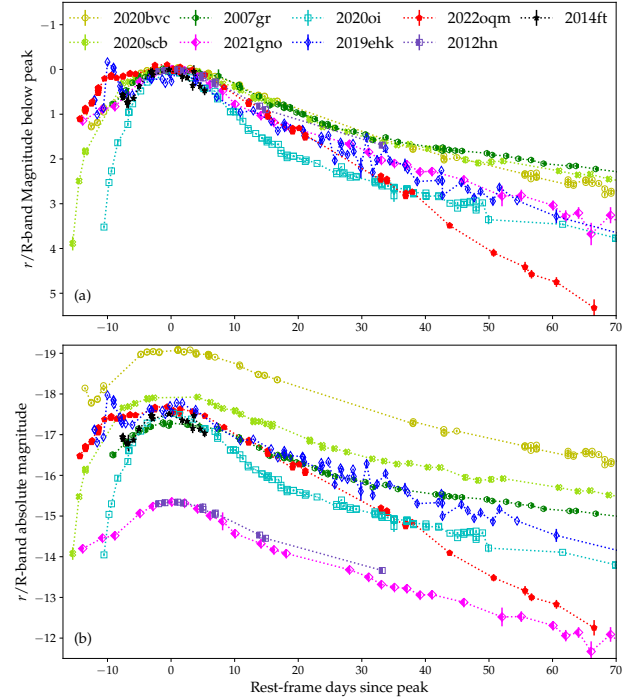 2020bvc 2007gr 2020oi 2022oqm 2014ft
2020scb 2021gno 2019ehk 2012hn
r/R-band Magnitude below peak
−1
0
1
2
3
4
5
(a)
−10 0 10 20 30 40 50 60 70
r/R-band absolute magnitude
−19
−18
−17
−16
−15
−14
−13
−12
(b)
−10 0 10 20 30 40 50 60 70
Rest-frame days since peak